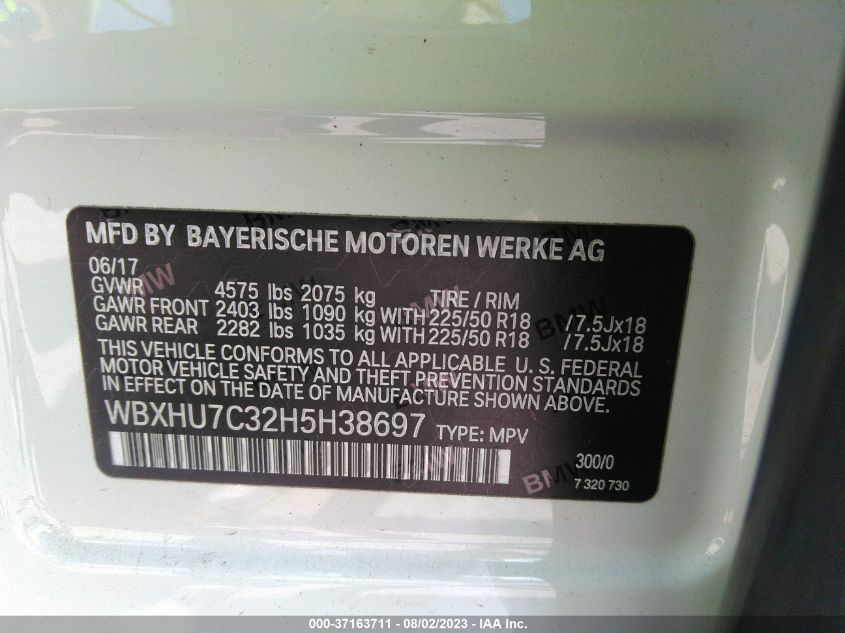 MFD BY BAYERISCHE MOTOREN WERKE AG
06/17
GVWR 4575 lbs 2075 kg TIRE / RIM
GAWR FRONT 2403 lbs 1090 kg WITH 225/50 R18 /7.5Jx18
GAWR REAR 2282 lbs 1035 kg WITH 225/50 R18 /7.5Jx18
THIS VEHICLE CONFORMS TO ALL APPLICABLE U. S. FEDERAL
MOTOR VEHICLE SAFETY AND THEFT PREVENTION STANDARDS
IN EFFECT ON THE DATE OF MANUFACTURE SHOWN ABOVE.
WBXHU7C32H5H38697 TYPE: MPV
300/0
BMW 7 320 730
000-37163711 - 08/02/2023 - IAA Inc.